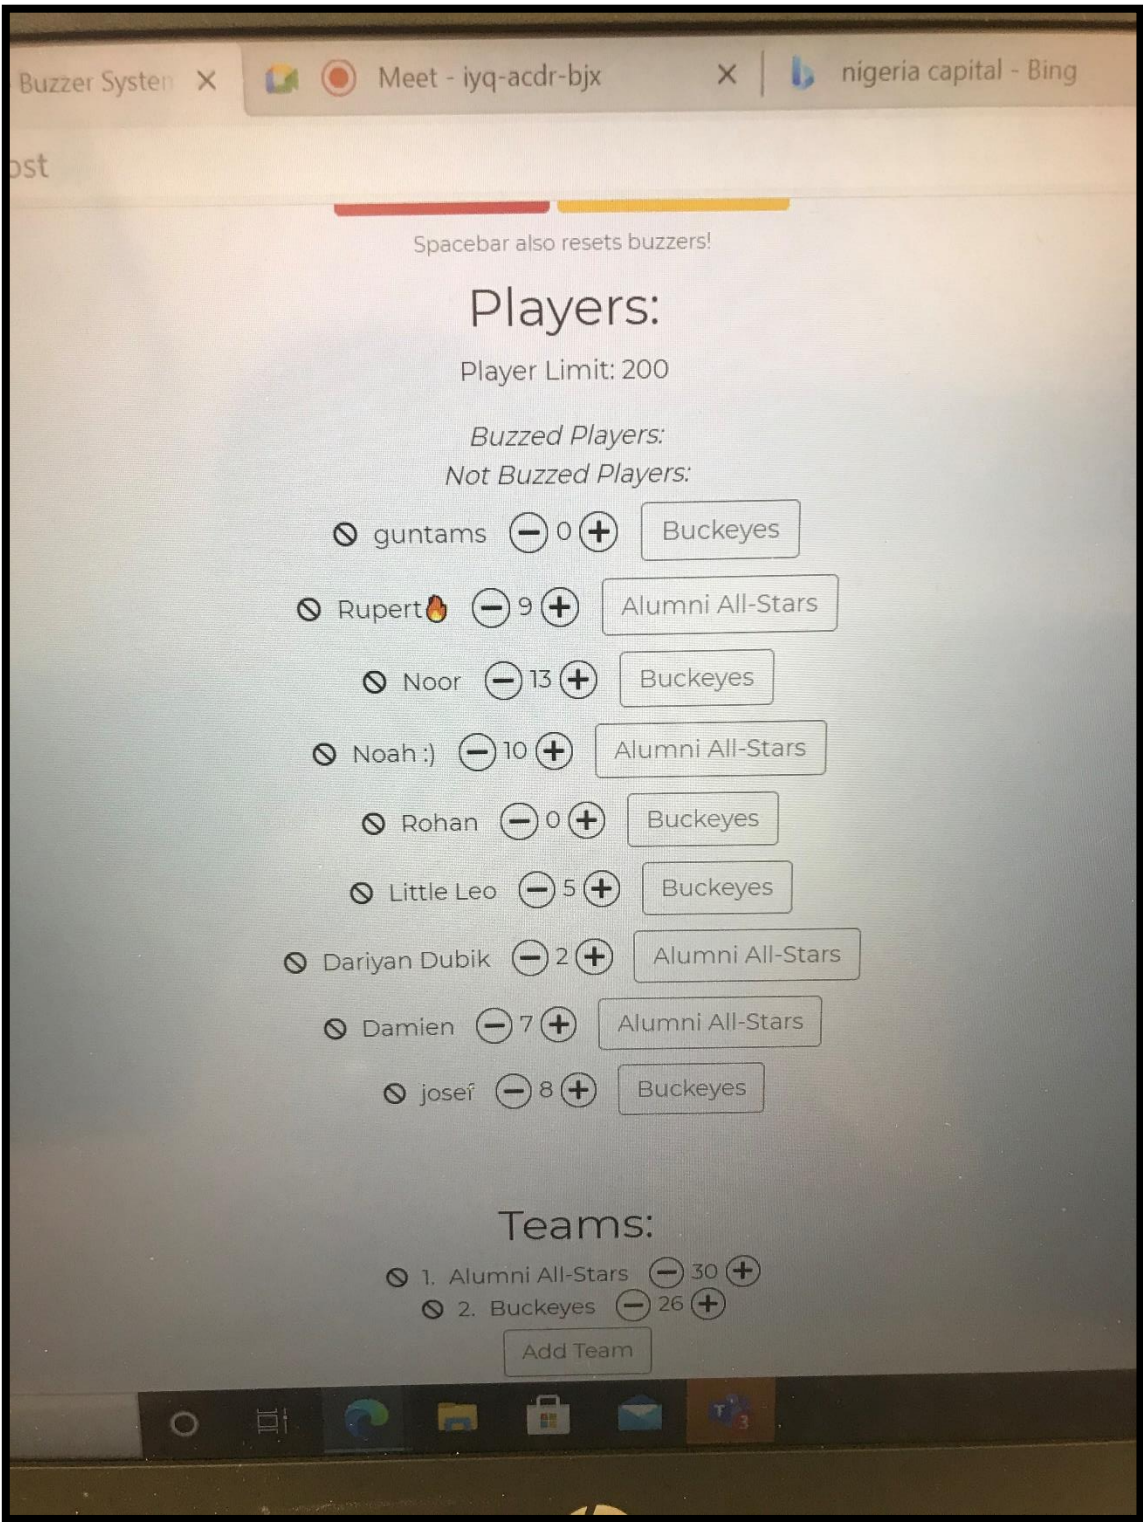 Buzzer System
Meet - iyq-acdr-bjx
nigeria capital - Bing
ost
Spacebar also resets buzzers!
Players:
Player Limit: 200
Buzzed Players:
Not Buzzed Players:
guntams 0 Buckeyes
Rupert🔥 9 Alumni All-Stars
Noor 13 Buckeyes
Noah :) 10 Alumni All-Stars
Rohan 0 Buckeyes
Little Leo 5 Buckeyes
Dariyan Dubik 2 Alumni All-Stars
Damien 7 Alumni All-Stars
josef 8 Buckeyes
Teams:
1. Alumni All-Stars 30
2. Buckeyes 26
Add Team
T 3